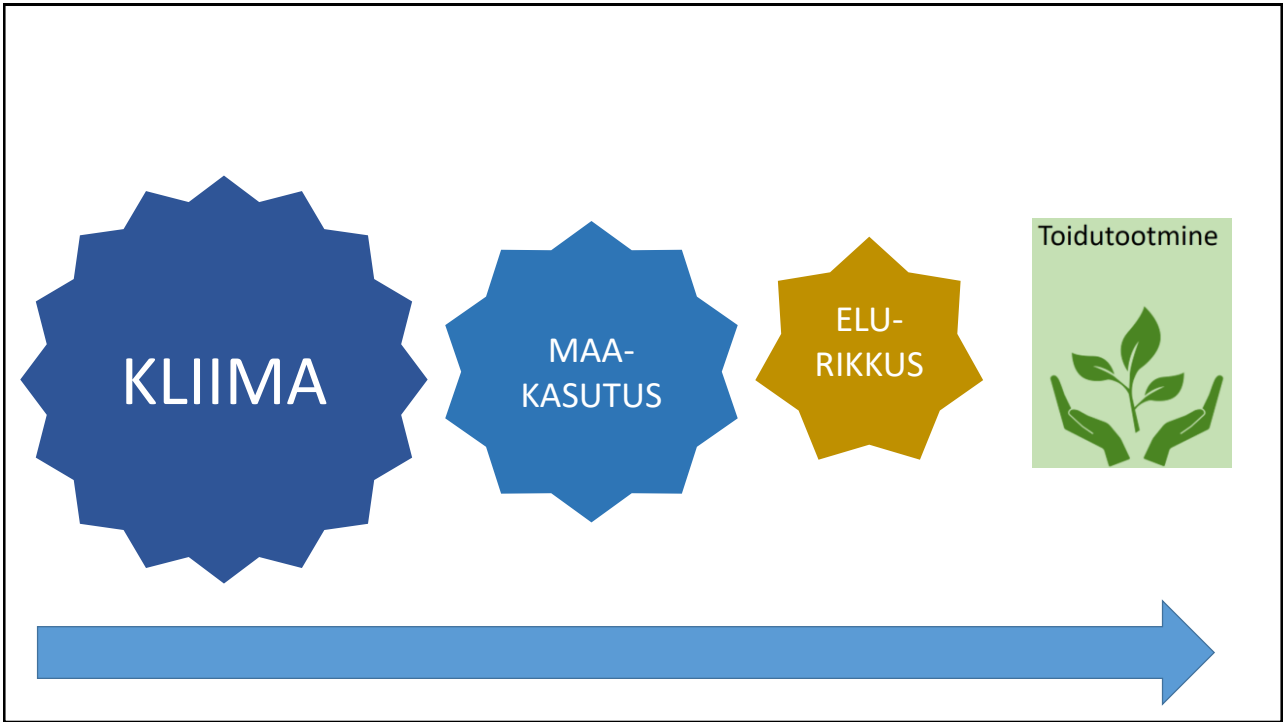 KLIIMA
MAA-
KASUTUS
ELU-
RIKKUS
Toidutootmine